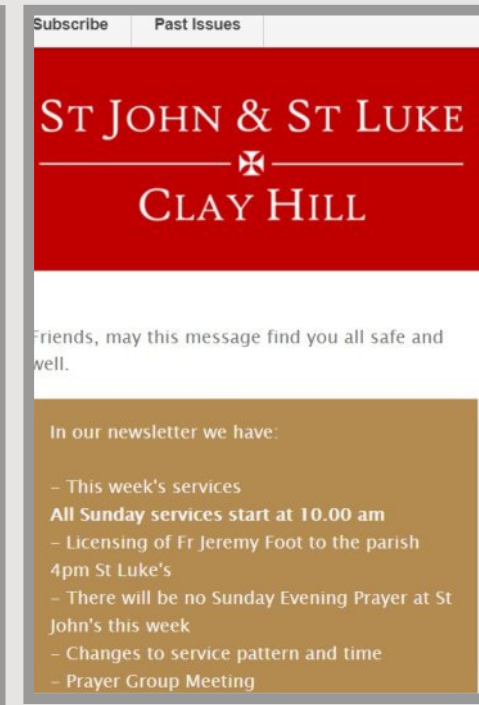 Subscribe Past Issues
ST JOHN & ST LUKE
CLAY HILL
Friends, may this message find you all safe and
well.
In our newsletter we have:
– This week's services
All Sunday services start at 10.00 am
– Licensing of Fr Jeremy Foot to the parish
4pm St Luke's
– There will be no Sunday Evening Prayer at St
John's this week
– Changes to service pattern and time
– Prayer Group Meeting